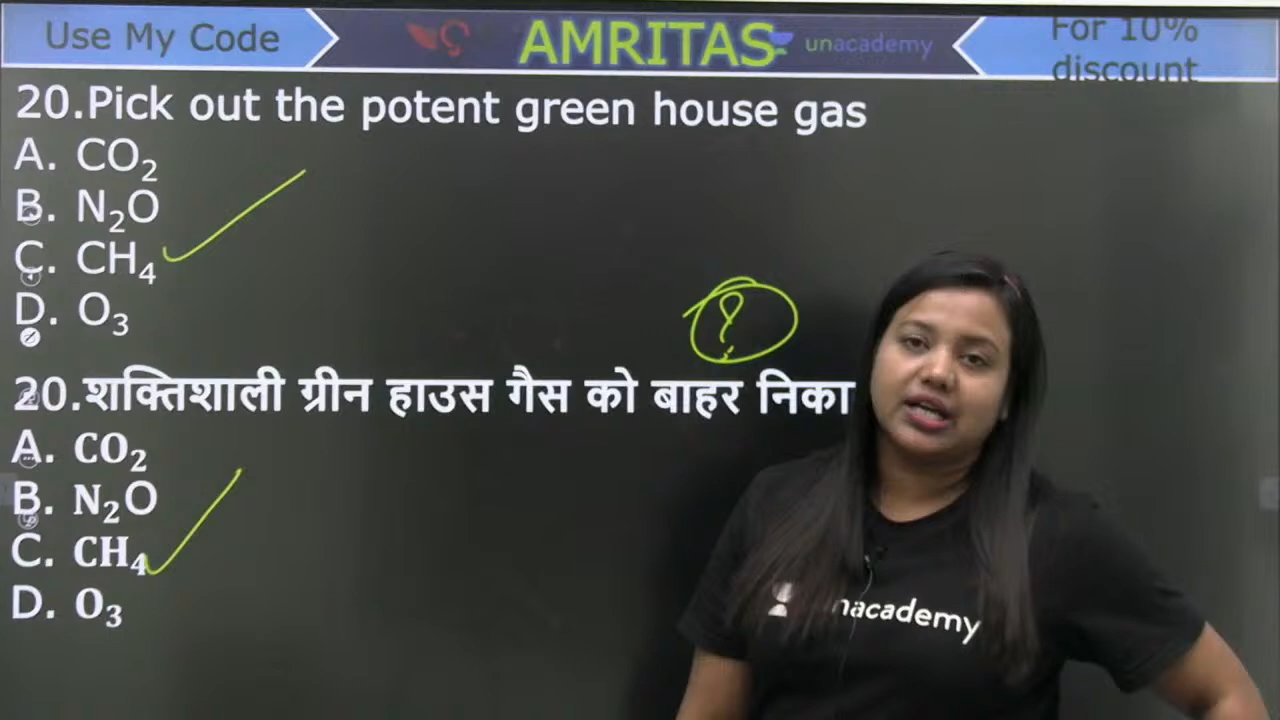 Use My Code
AMRITAS
unacademy
For 10%
discount
20.Pick out the potent green house gas
A. CO₂
B. N₂O
C. CH₄
D. O₃
?
20.शक्तिशाली ग्रीन हाउस गैस को बाहर निका
A. CO₂
B. N₂O
C. CH₄
D. O₃
unacademy